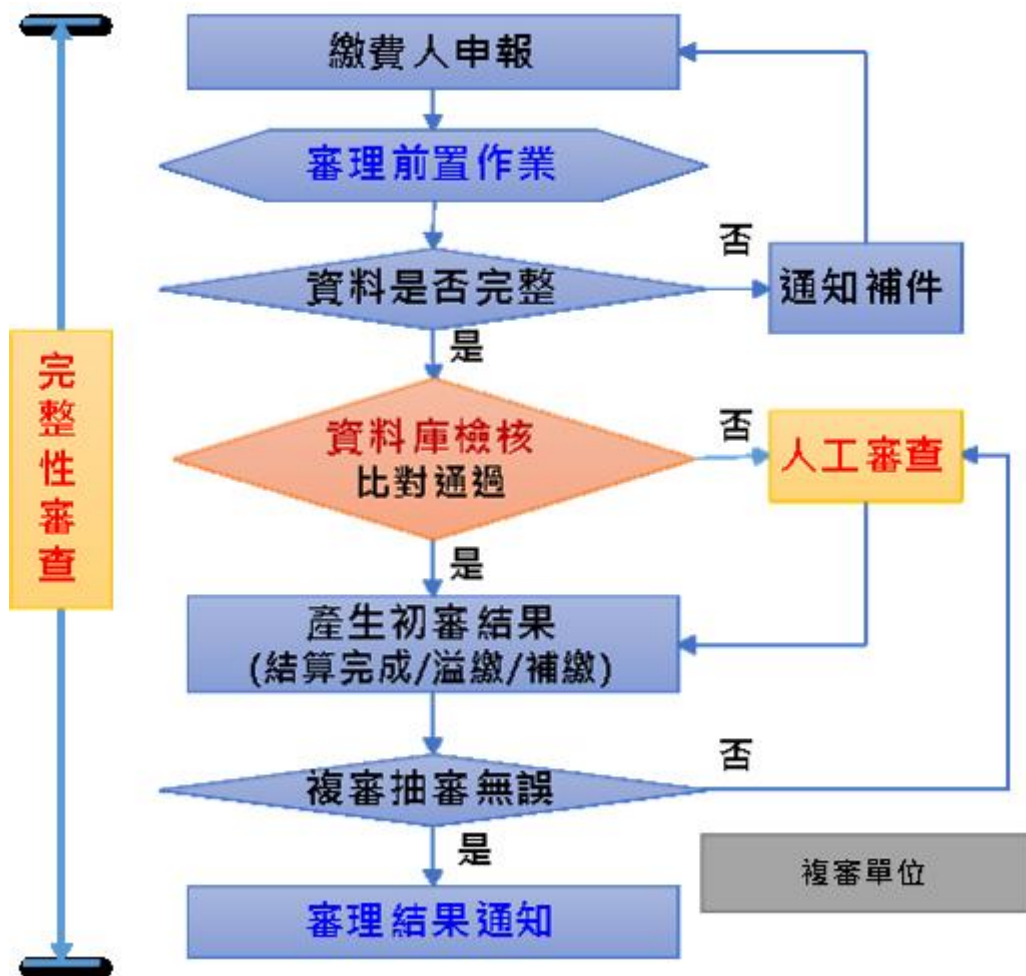 繳費人申報
審理前置作業
資料是否完整
否
通知補件
是
完整性審查
資料庫檢核
比對通過
否
人工審查
是
產生初審結果
(結算完成/溢繳/補繳)
複審抽審無誤
否
是
複審單位
審理結果通知